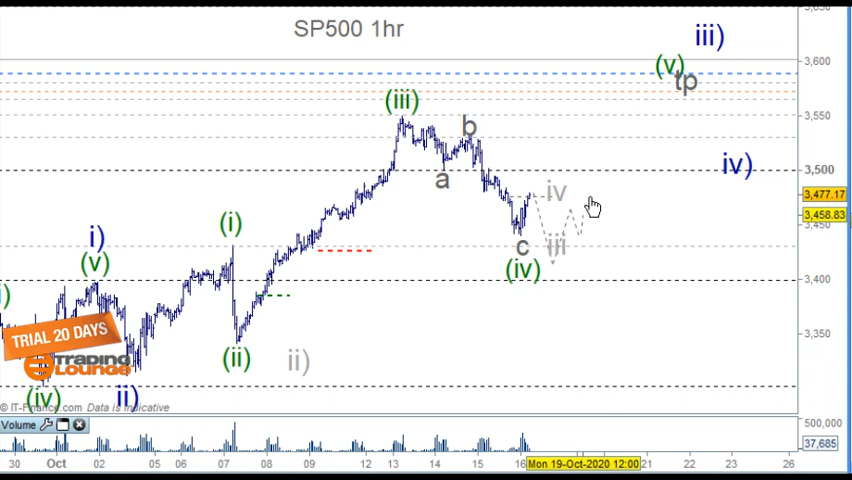 SP500 1hr
3,650
iii)
(v)
tp
3,600
(iii)
b
3,550
a
iv)
3,500
iv
3,477.17
3,458.83
3,450
(i)
i)
(v)
iii
c
(iv)
3,400
i)
TRIAL 20 DAYS
TRADING
LOUNGE
(ii)
ii)
3,350
(iv)
ii)
© IT-Finance.com Data is indicative
Volume
500,000
37,685
30 Oct 02 05 06 07 08 09 12 13 14 15 16 Mon 19-Oct-2020 12:00 21 22 23 26